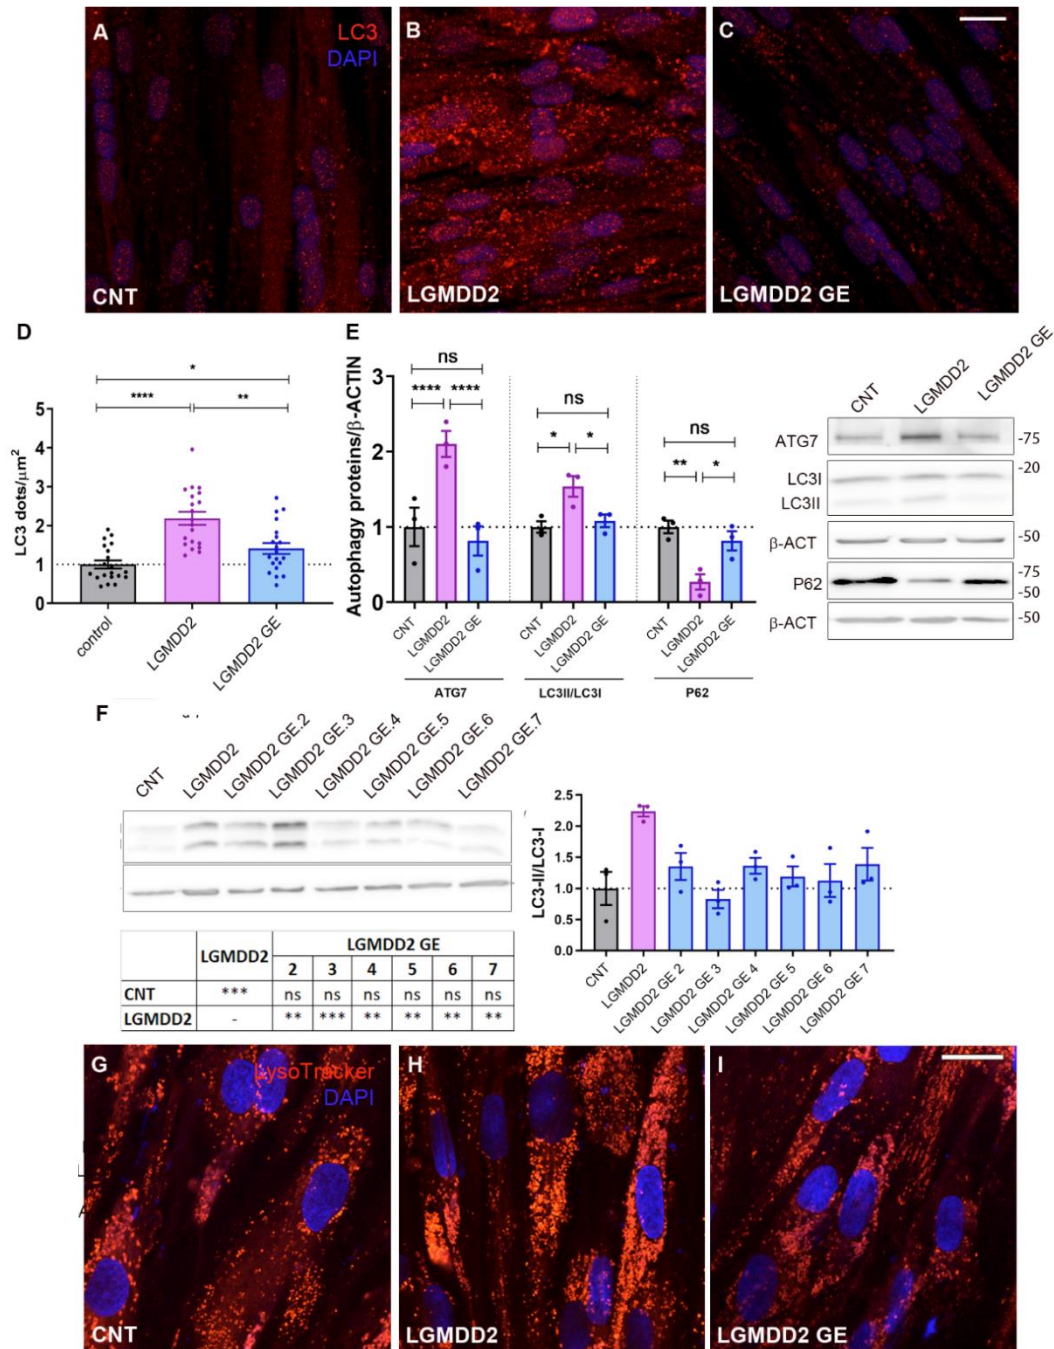 A
LC3
DAPI
CNT
B
LGMDD2
C
LGMDD2 GE
D
*
****
**
LC3 dots/μm²
5
4
3
2
1
0
control
LGMDD2
LGMDD2 GE
E
Autophagy proteins/β-ACTIN
3
2
1
0
ns
****
****
ns
*
*
ns
**
*
CNT
LGMDD2
LGMDD2 GE
CNT
LGMDD2
LGMDD2 GE
CNT
LGMDD2
LGMDD2 GE
ATG7
LC3II/LC3I
P62
CNT
LGMDD2
LGMDD2 GE
ATG7
-75
-20
LC3I
LC3II
β-ACT
-50
-75
P62
-50
β-ACT
-50
F
CNT
LGMDD2
LGMDD2 GE.2
LGMDD2 GE.3
LGMDD2 GE.4
LGMDD2 GE.5
LGMDD2 GE.6
LGMDD2 GE.7
LGMDD2 LGMDD2 GE
2 3 4 5 6 7
CNT *** ns ns ns ns ns ns
LGMDD2 - ** *** ** ** ** **
LC3-II/LC3-I
2.5
2.0
1.5
1.0
0.5
0.0
CNT
LGMDD2
LGMDD2 GE 2
LGMDD2 GE 3
LGMDD2 GE 4
LGMDD2 GE 5
LGMDD2 GE 6
LGMDD2 GE 7
G
LysoTracker
DAPI
CNT
H
LGMDD2
I
LGMDD2 GE